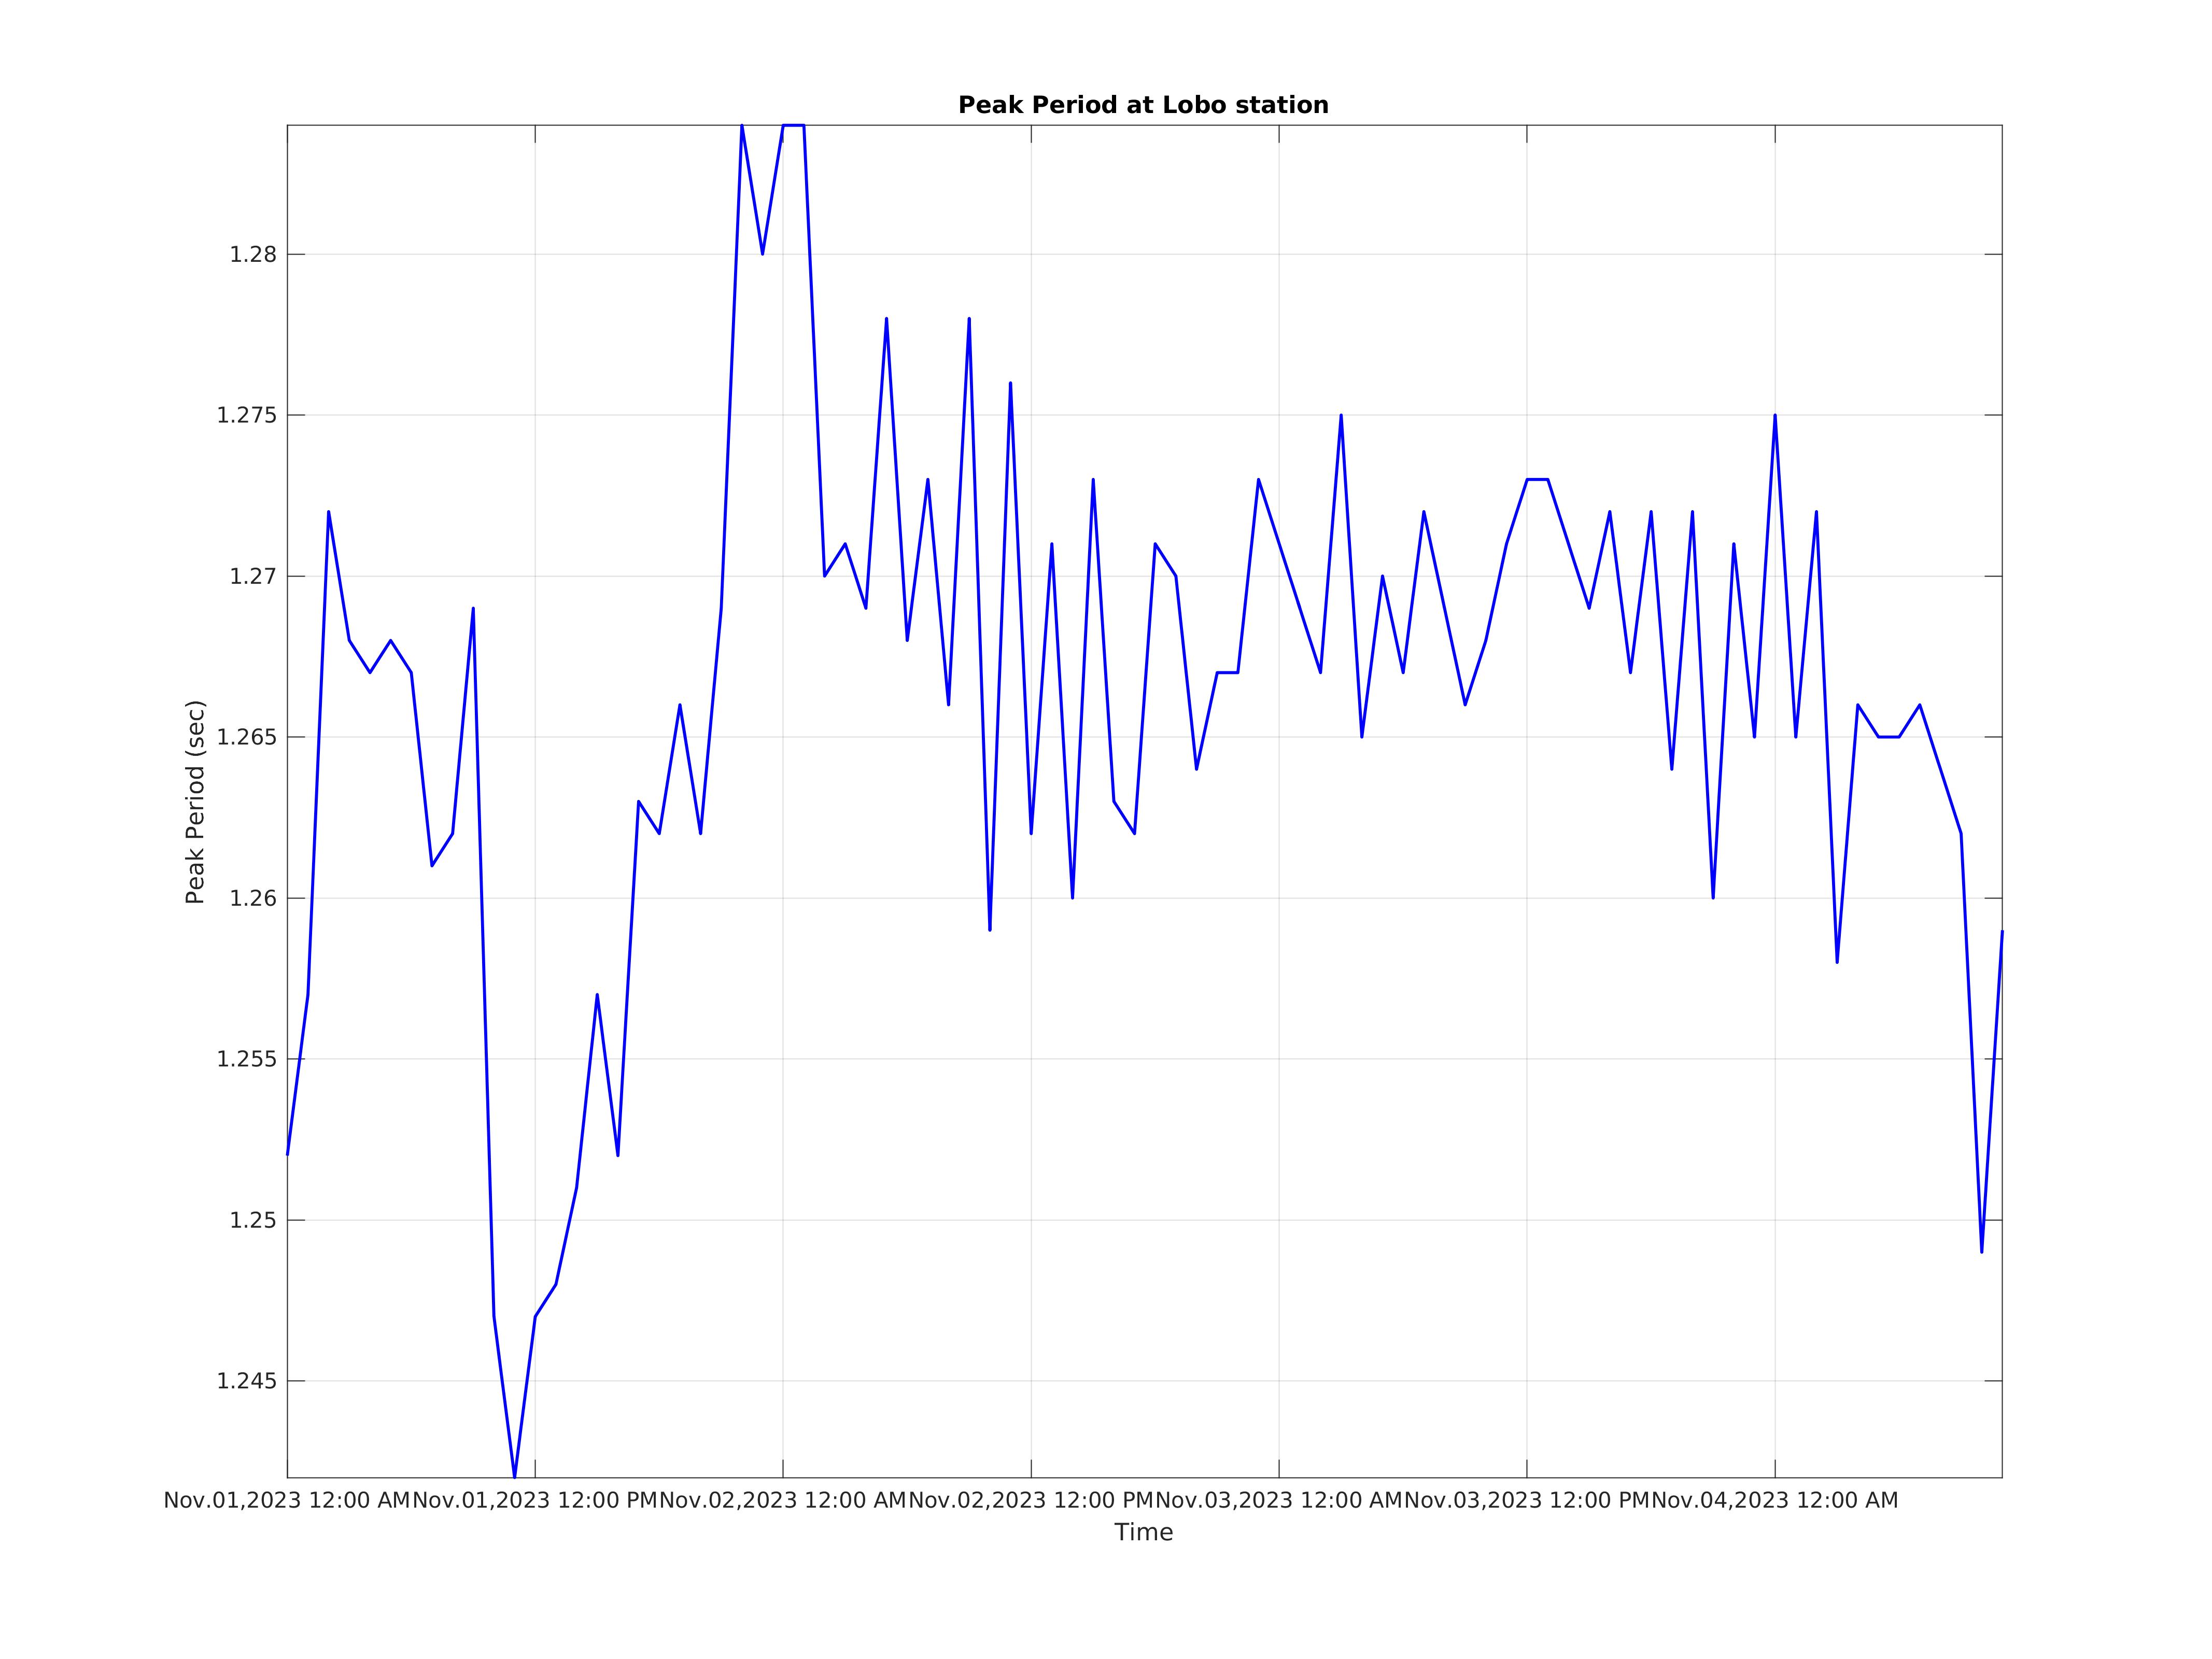 Peak Period at Lobo station
1.28
1.275
1.27
1.265
1.26
1.255
1.25
1.245
Peak Period (sec)
Nov.01,2023 12:00 AM Nov.01,2023 12:00 PM Nov.02,2023 12:00 AM Nov.02,2023 12:00 PM Nov.03,2023 12:00 AM Nov.03,2023 12:00 PM Nov.04,2023 12:00 AM
Time